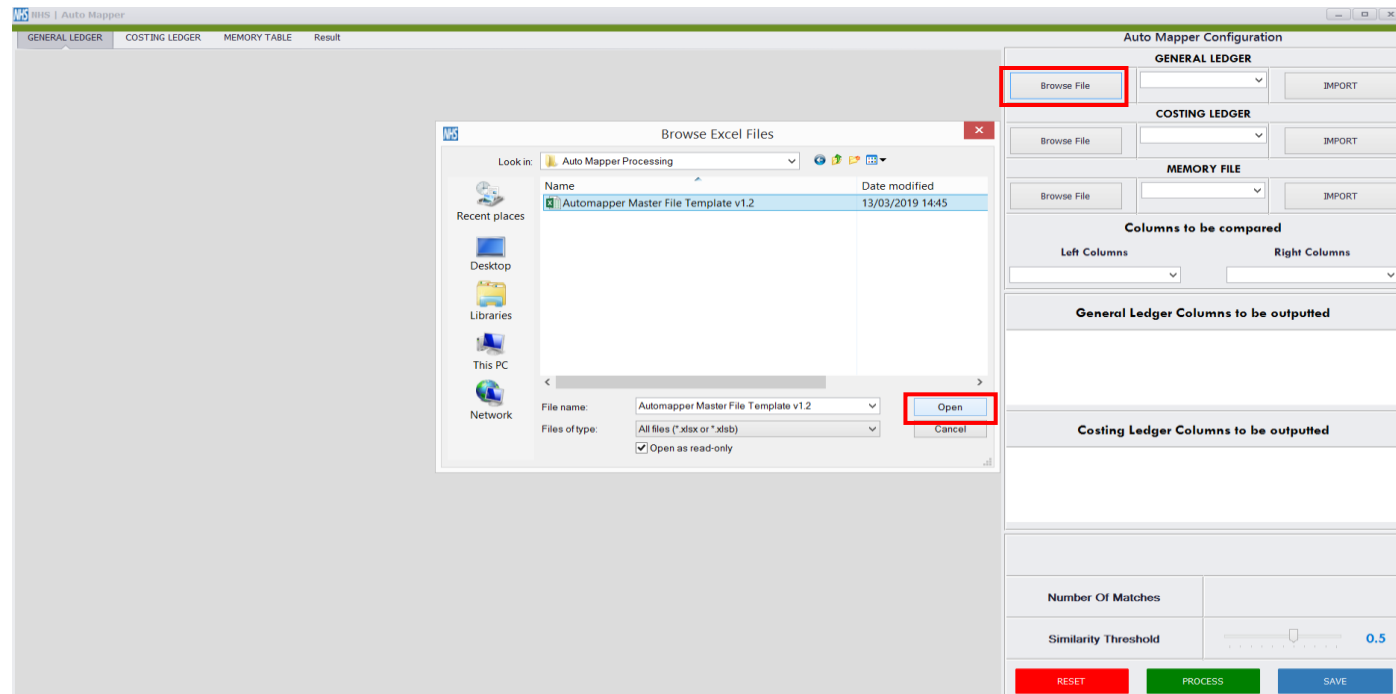 NHS NHS | Auto Mapper
GENERAL LEDGER COSTING LEDGER MEMORY TABLE Result
Auto Mapper Configuration
GENERAL LEDGER
Browse File IMPORT
COSTING LEDGER
Browse File IMPORT
MEMORY FILE
Browse File IMPORT
Columns to be compared
Left Columns Right Columns
General Ledger Columns to be outputted
Costing Ledger Columns to be outputted
Number Of Matches
Similarity Threshold 0.5
RESET PROCESS SAVE
NHS Browse Excel Files
Look in: Auto Mapper Processing
Name Date modified
Automapper Master File Template v1.2 13/03/2019 14:45
Recent places
Desktop
Libraries
This PC
Network
File name: Automapper Master File Template v1.2 Open
Files of type: All files (*.xlsx or *.xlsb) Cancel
Open as read-only